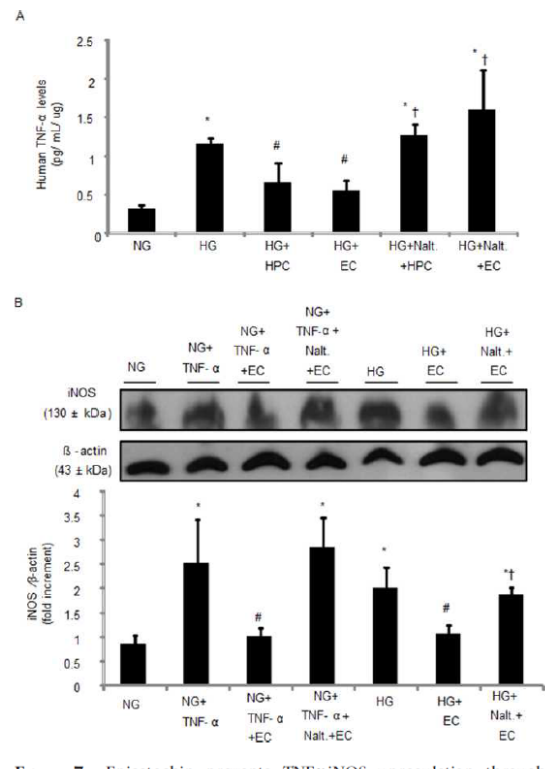 A
Human TNF-α levels
(pg/ mL/ ug)
2.5
2
1.5
1
0.5
0
*
#
#
* †
* †
NG
HG
HG+
HPC
HG+
EC
HG+Nalt.
+HPC
HG+Nalt.
+EC
B
NG
NG+
TNF- α
NG+
TNF- α
+EC
NG+
TNF-α +
Nalt.
+EC
HG
HG+
EC
HG+
Nalt.+
EC
iNOS
(130 ± kDa)
ß -actin
(43 ± kDa)
iNOS /β-actin
(fold increment)
4
3.5
3
2.5
2
1.5
1
0.5
*
#
*
*
#
*†
NG
NG+
TNF- α
NG+
TNF- α
+EC
NG+
TNF- α +
Nalt.+EC
HG
HG+
EC
HG+
Nalt.+
EC